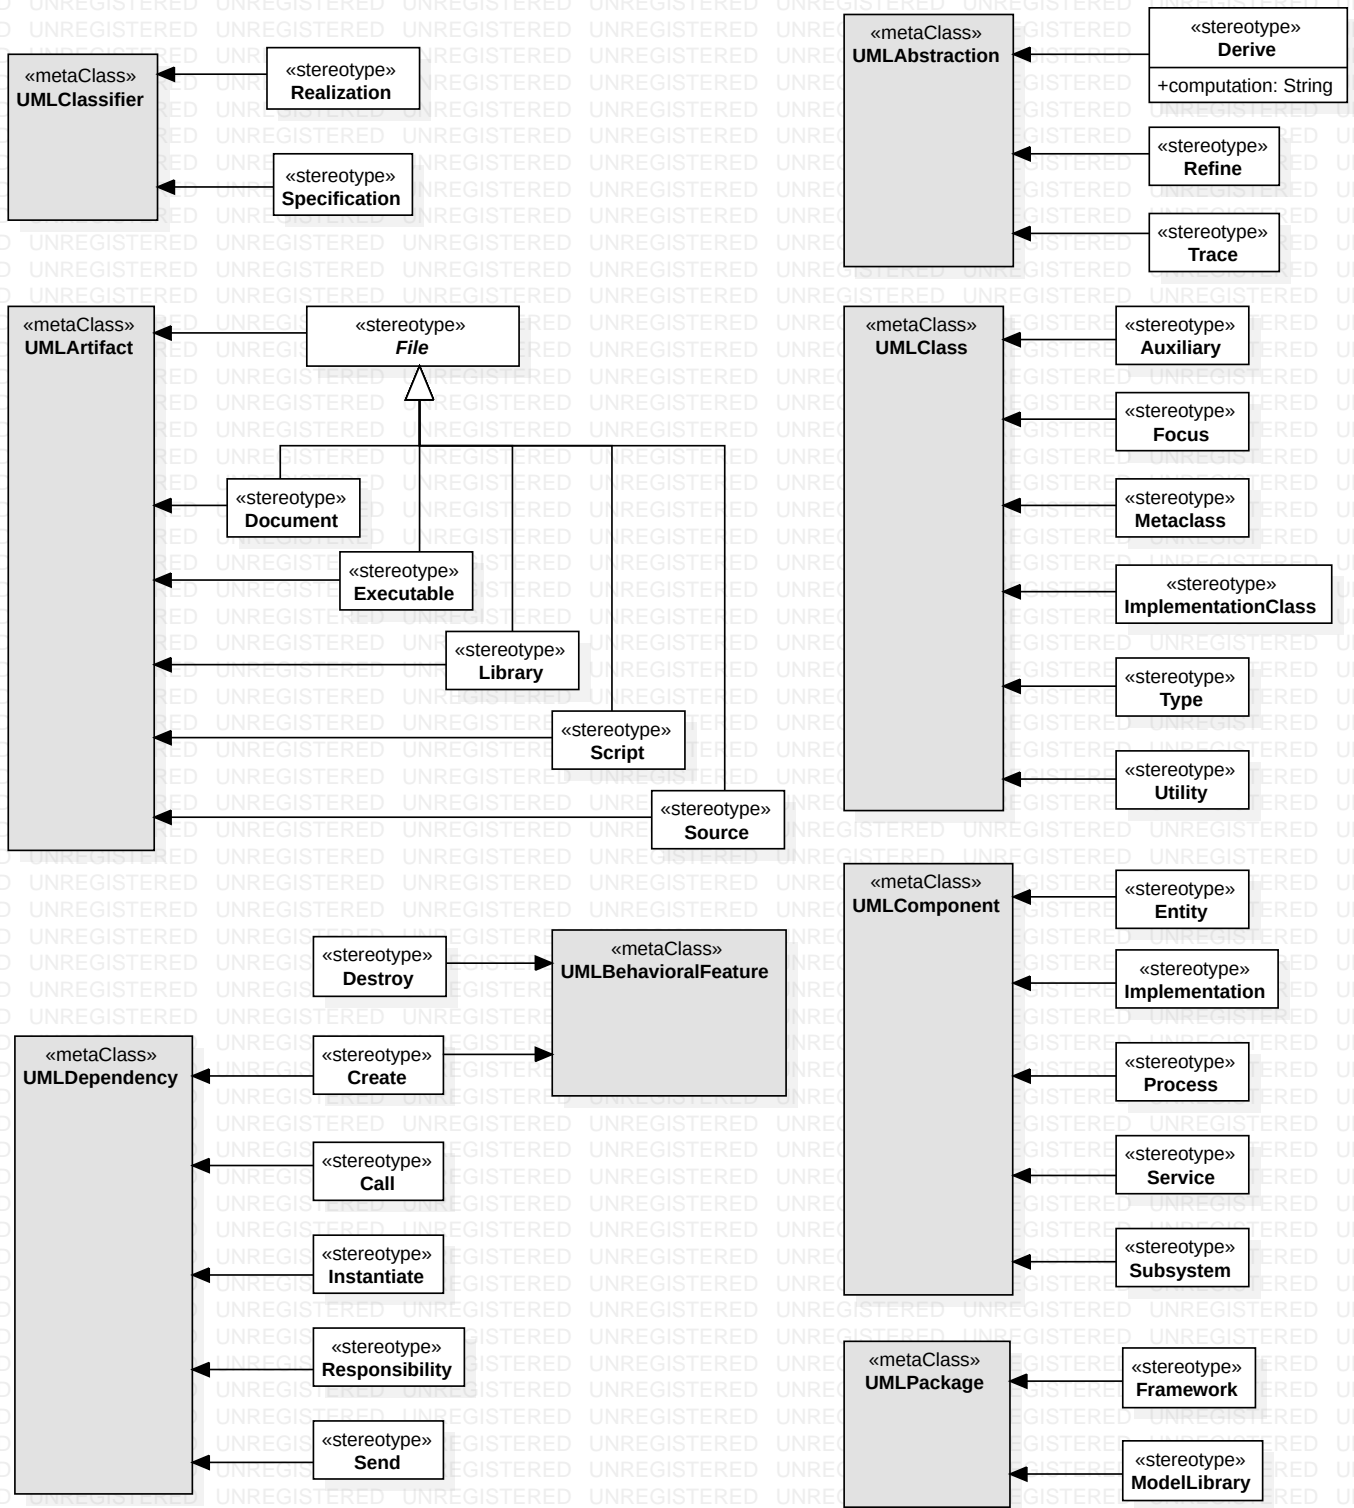 «metaClass»
UMLClassifier
«stereotype»
Realization
«stereotype»
Specification
«metaClass»
UMLAbstraction
«stereotype»
Derive
+computation: String
«stereotype»
Refine
«stereotype»
Trace
«metaClass»
UMLArtifact
«stereotype»
File
«stereotype»
Document
«stereotype»
Executable
«stereotype»
Library
«stereotype»
Script
«stereotype»
Source
«metaClass»
UMLClass
«stereotype»
Auxiliary
«stereotype»
Focus
«stereotype»
Metaclass
«stereotype»
ImplementationClass
«stereotype»
Type
«stereotype»
Utility
«stereotype»
Destroy
«metaClass»
UMLBehavioralFeature
«metaClass»
UMLDependency
«stereotype»
Create
«stereotype»
Call
«stereotype»
Instantiate
«stereotype»
Responsibility
«stereotype»
Send
«metaClass»
UMLComponent
«stereotype»
Entity
«stereotype»
Implementation
«stereotype»
Process
«stereotype»
Service
«stereotype»
Subsystem
«metaClass»
UMLPackage
«stereotype»
Framework
«stereotype»
ModelLibrary
UNREGISTERED